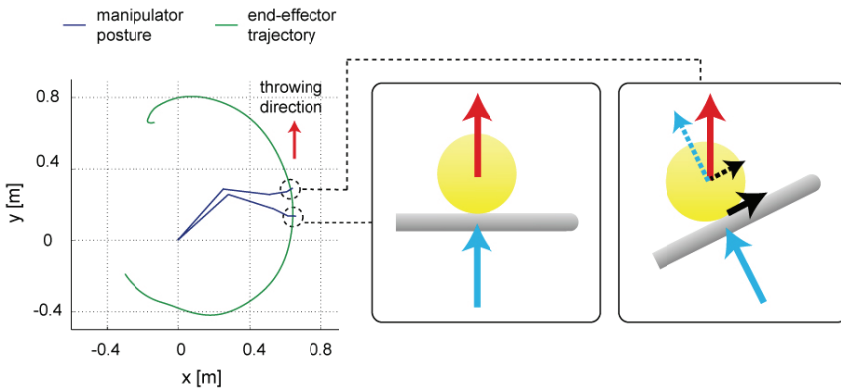 manipulator
posture
end-effector
trajectory
throwing
direction
0.8
0.4
0
-0.4
y [m]
-0.4
0
0.4
0.8
x [m]